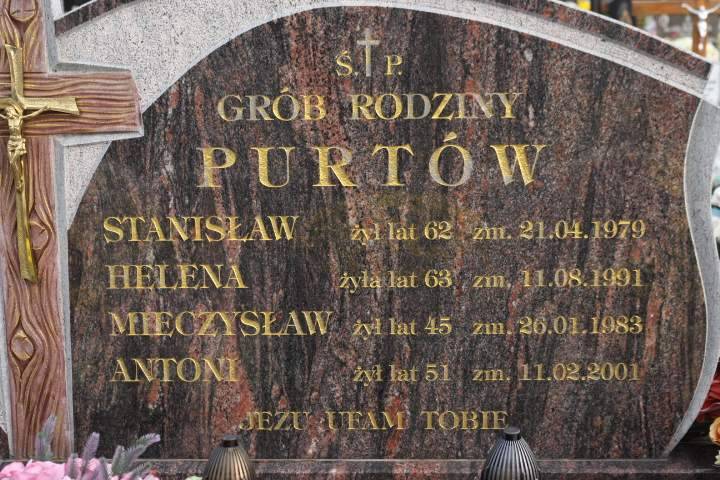 Ś. P.
GRÓB RODZINY
PURTÓW
STANISŁAW żył lat 62 zm. 21.04.1979
HELENA żyła lat 63 zm. 11.08.1991
MIECZYSŁAW żył lat 45 zm. 26.01.1983
ANTONI żył lat 51 zm. 11.02.2001
JEZU UFAM TOBIE